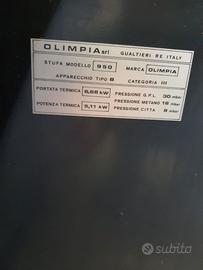 OLIMPIA srl GUALTIERI RE ITALY
STUFA MODELLO 950 MARCA OLIMPIA
APPARECCHIO TIPO B CATEGORIA III
PORTATA TERMICA 6,68 kW PRESSIONE G.P.L. 30 mbar
PRESSIONE METANO 18 mbar
POTENZA TERMICA 5,11 kW PRESSIONE CITTA 8 mbar
subito